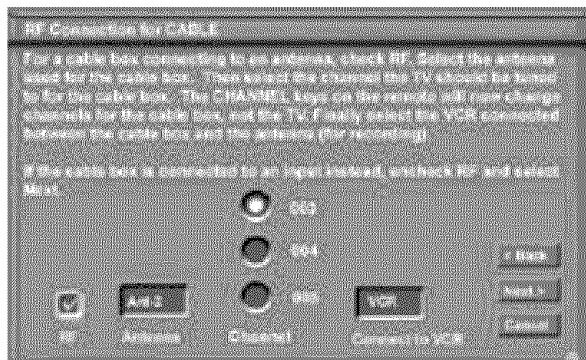 RF Connection for CABLE
For a cable box connecting to an antenna, check RF. Select the antenna
used for the cable box. Then select the channel the TV should be tuned
to for the cable box. The CHANNEL keys on the remote will now change
channels for the cable box, not the TV. Finally select the VCR connected
between the cable box and the antenna (for recording)
If the cable box is connected to an input instead, uncheck RF and select
Next.
003
004
< Back
Ant-2
VCR
Next >
RF
Antenna
Channel
Connect to VCR
Cancel